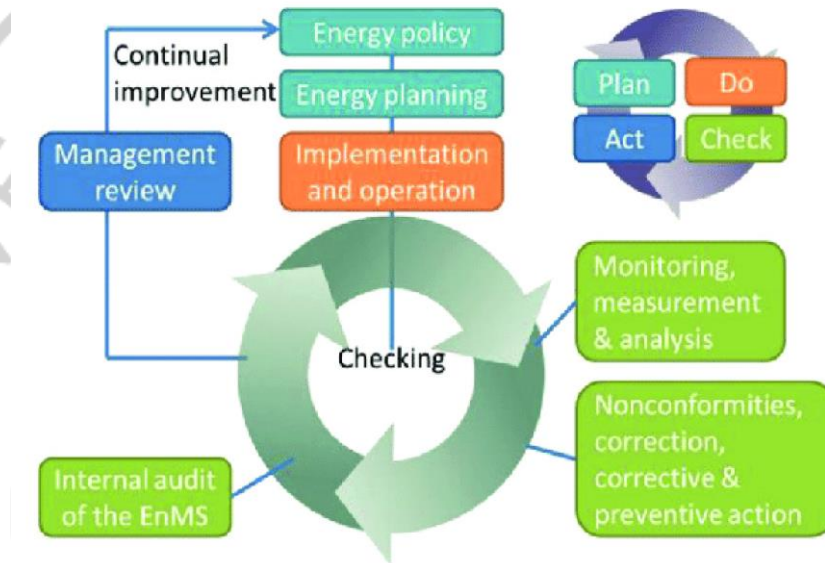 Energy policy
Continual
improvement
Energy planning
Plan
Do
Management
review
Implementation
and operation
Act
Check
Monitoring,
measurement
& analysis
Checking
Nonconformities,
correction,
corrective &
preventive action
Internal audit
of the EnMS